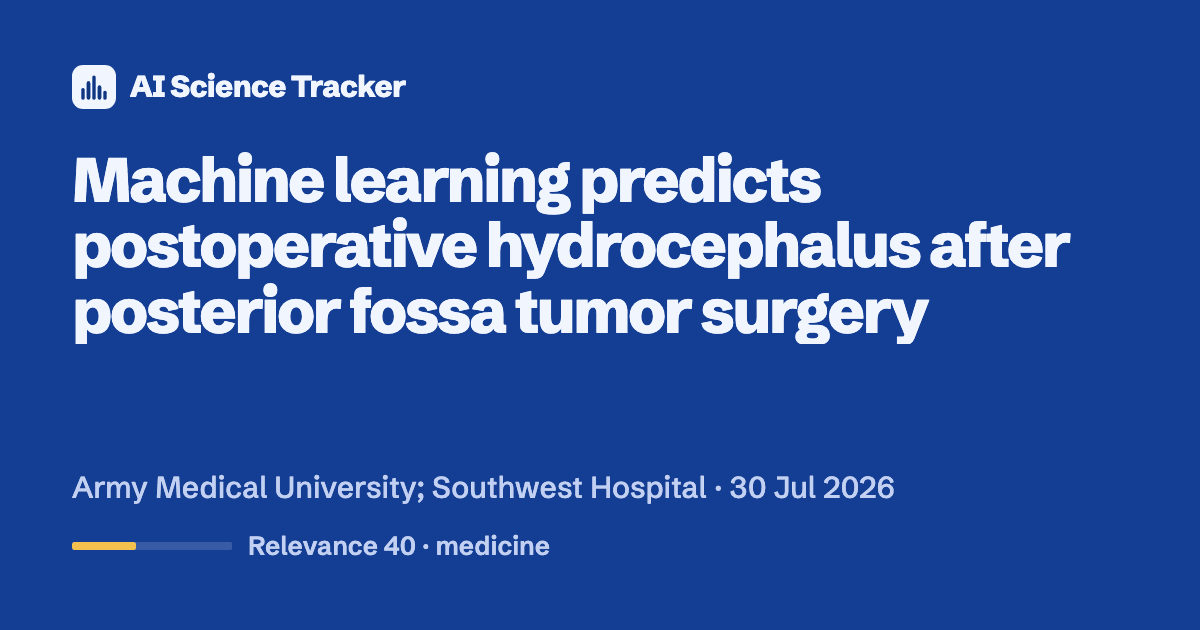 AI Science Tracker
Machine learning predicts
postoperative hydrocephalus after
posterior fossa tumor surgery
Army Medical University; Southwest Hospital · 30 Jul 2026
Relevance 40 · medicine